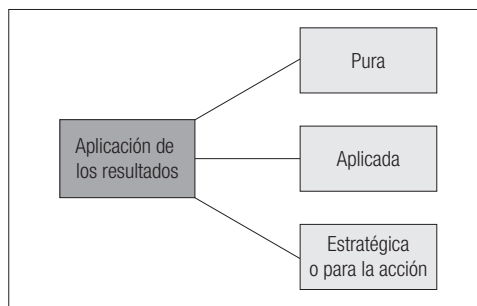 Aplicación de
los resultados
Pura
Aplicada
Estratégica
o para la acción